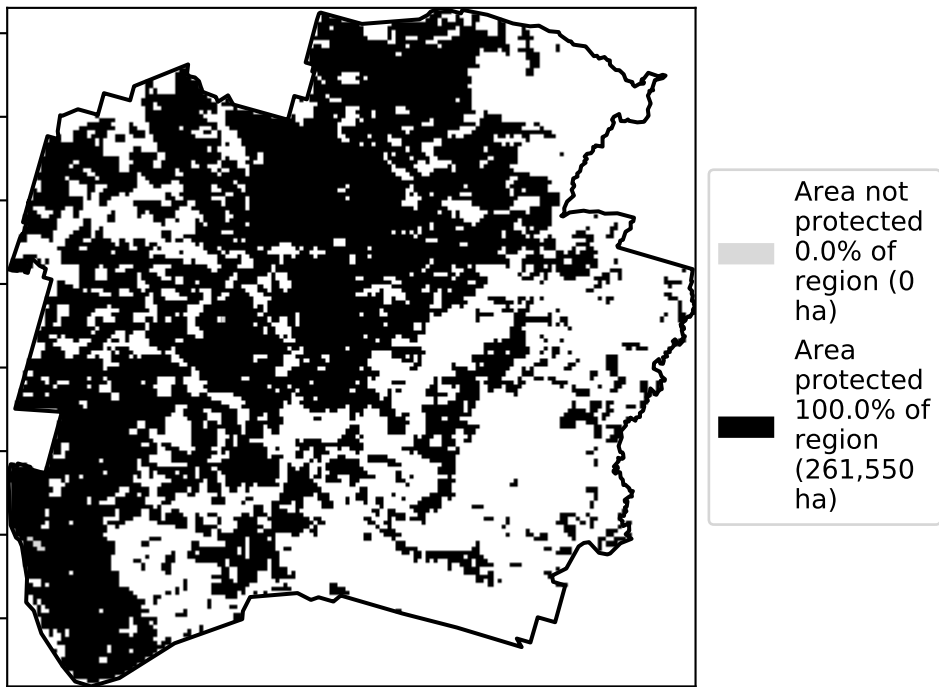 Area not
protected
0.0% of
region (0
ha)
Area
protected
100.0% of
region
(261,550
ha)